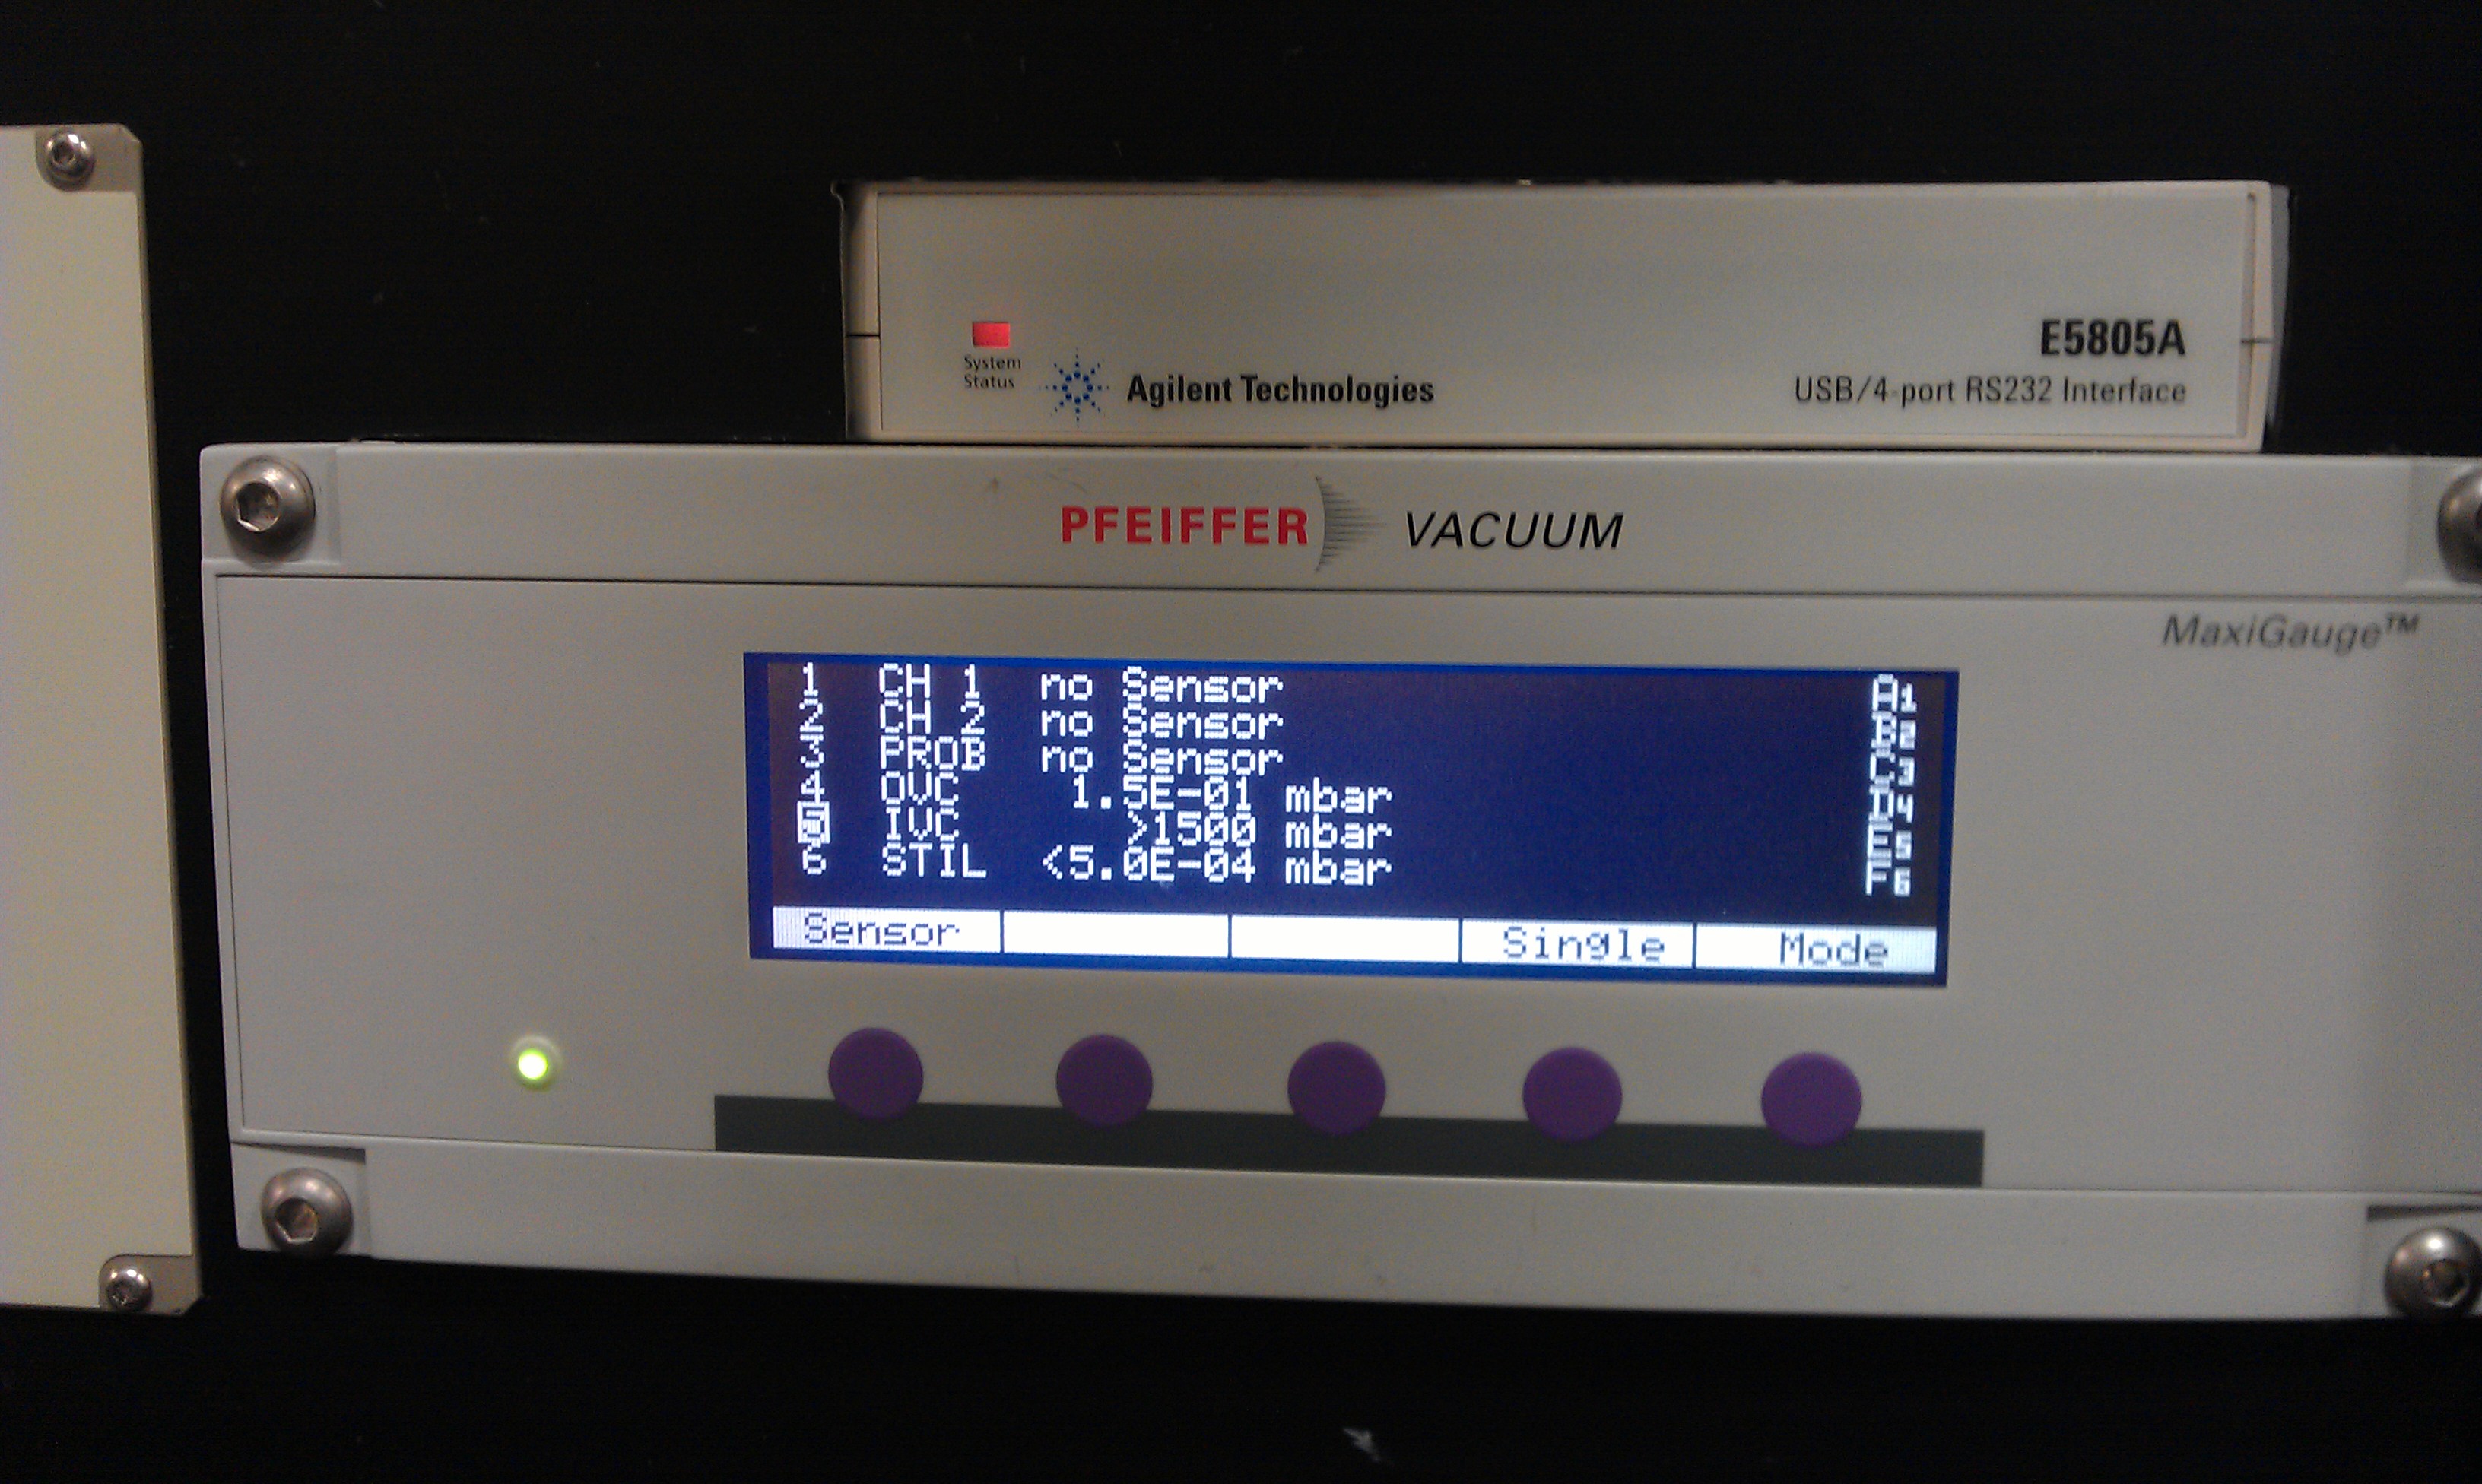 E5805A
System
Status
Agilent Technologies
USB/4-port RS232 Interface
PFEIFFER VACUUM
MaxiGauge™
1 CH 1 no Sensor A1
2 CH 2 no Sensor B2
3 PROB no Sensor C3
4 OVC 1.5E-01 mbar D4
5 IVC >1500 mbar E5
6 STIL <5.0E-04 mbar F6
Sensor Single Mode